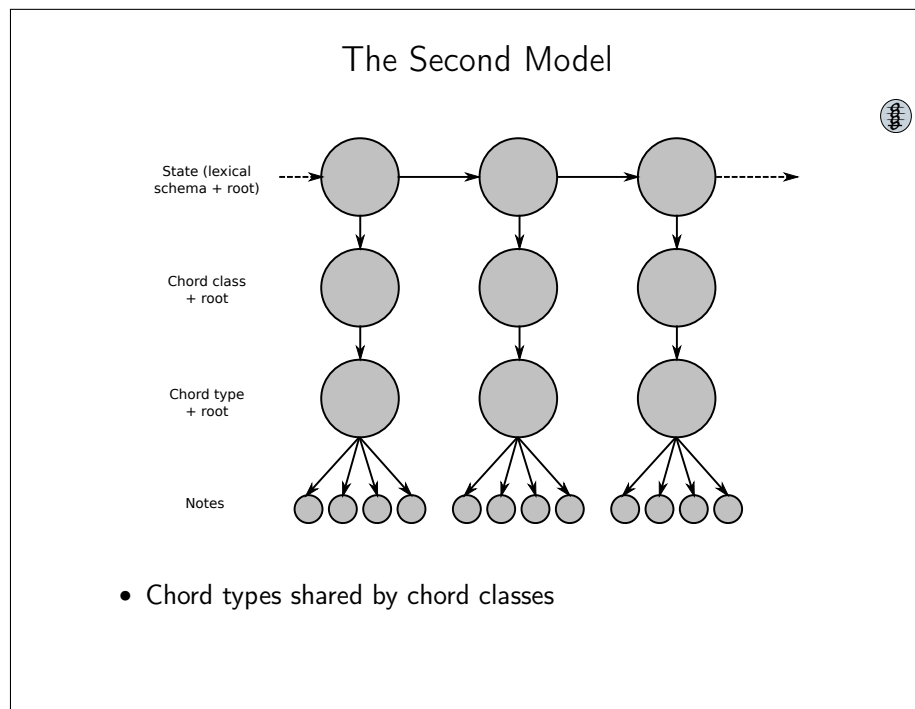 The Second Model
State (lexical
schema + root)
Chord class
+ root
Chord type
+ root
Notes
• Chord types shared by chord classes